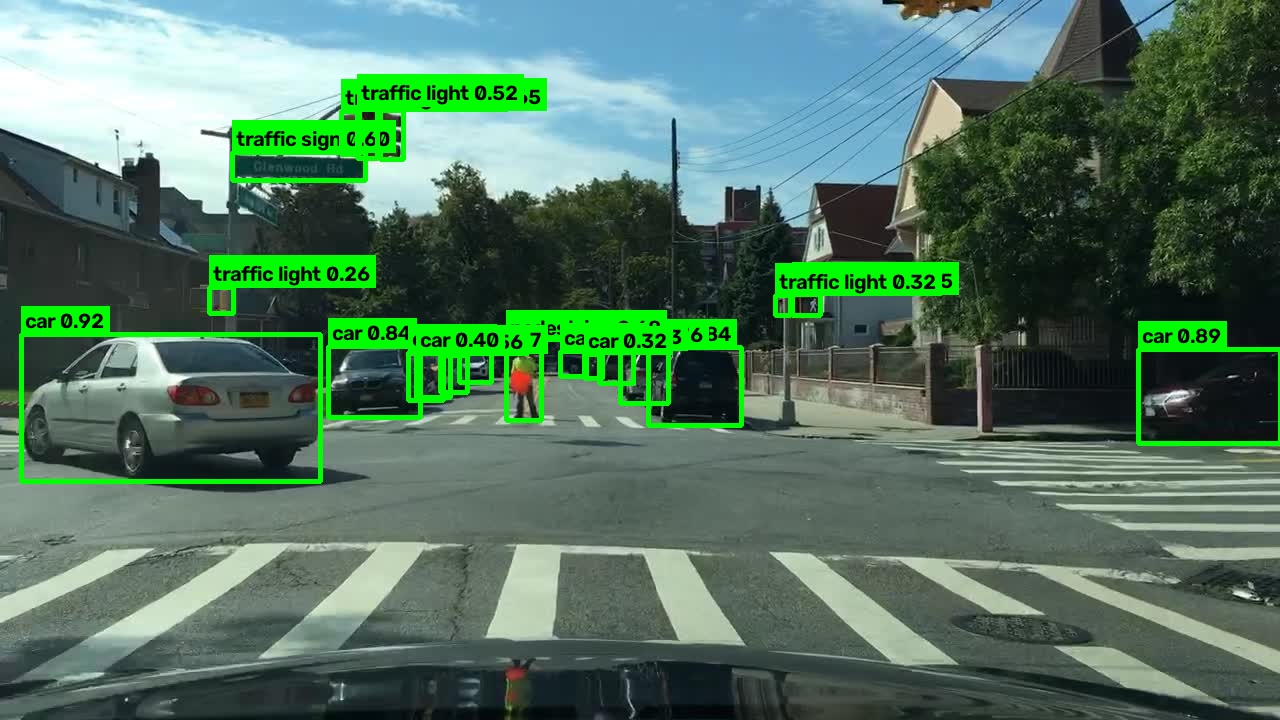 traffic light 0.52
traffic sign 0.60
Glenwood Rd
traffic light 0.26
traffic light 0.32
car 0.92
car 0.84
car 0.40
car 0.32
84
car 0.89